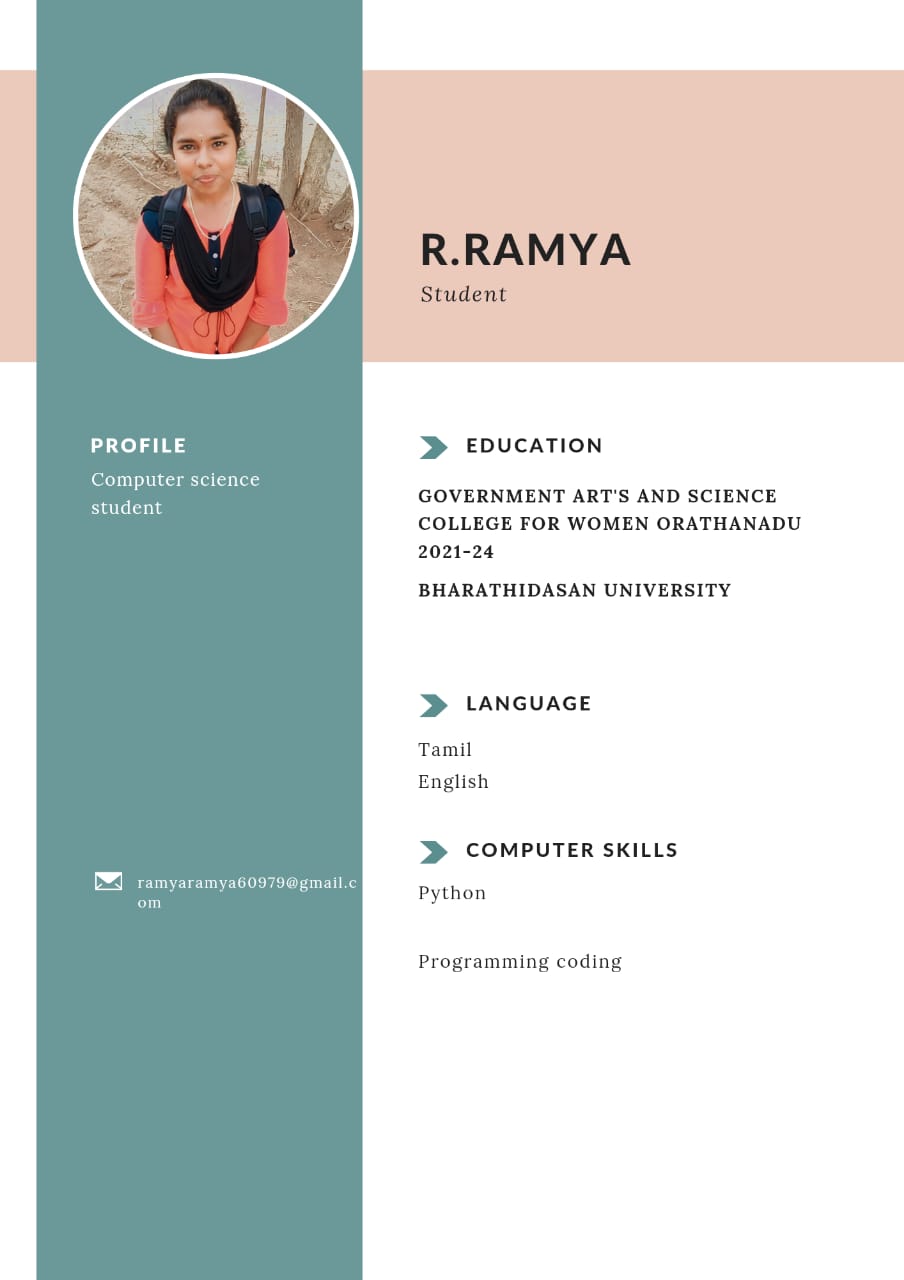 R.RAMYA
Student
PROFILE
Computer science
student
ramyaramya60979@gmail.c
om
EDUCATION
GOVERNMENT ART'S AND SCIENCE
COLLEGE FOR WOMEN ORATHANADU
2021-24
BHARATHIDASAN UNIVERSITY
LANGUAGE
Tamil
English
COMPUTER SKILLS
Python
Programming coding